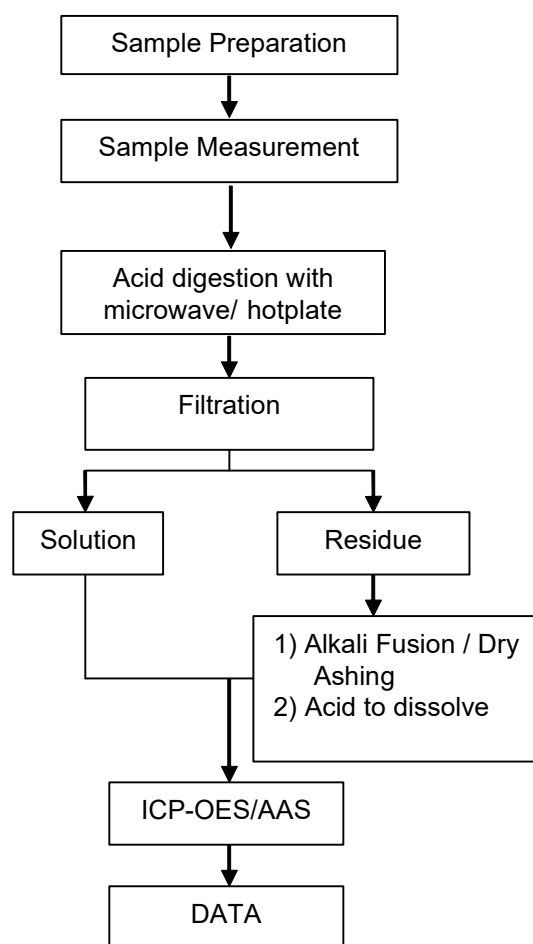 Sample Preparation
Sample Measurement
Acid digestion with
microwave/ hotplate
Filtration
Solution
Residue
1) Alkali Fusion / Dry
Ashing
2) Acid to dissolve
ICP-OES/AAS
DATA